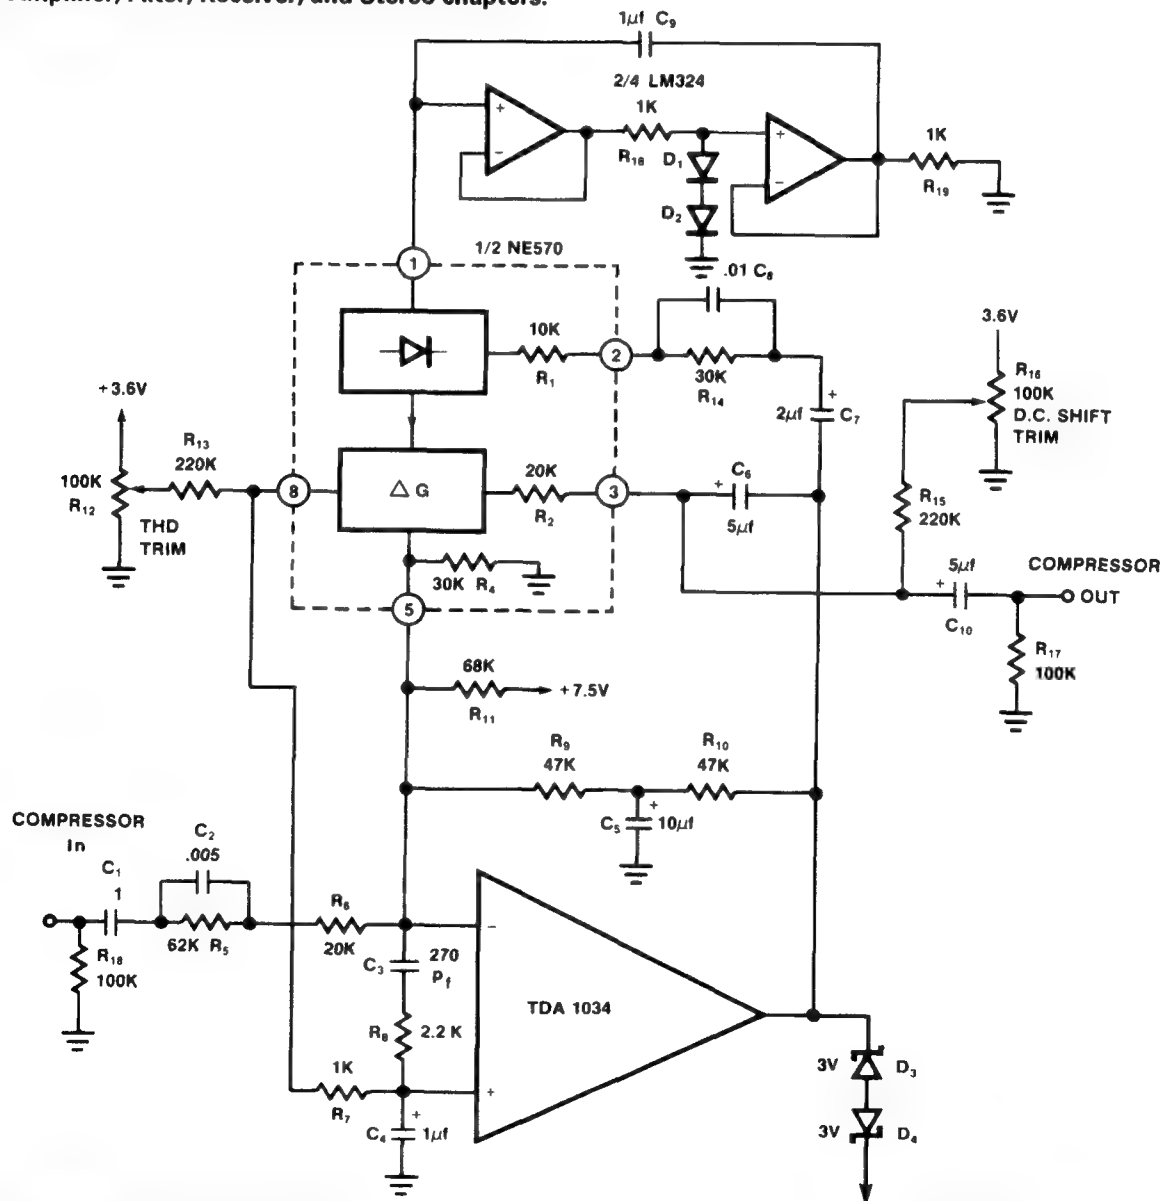 Amplifier, Filter, Receiver, and Stereo chapters.
1µf C9
2/4 LM324
1K
R18
D1
D2
+
−
+
−
1K
R19
1/2 NE570
1
.01 C8
10K
R1
2
30K
R14
3.6V
R16
100K
D.C. SHIFT
TRIM
+
2µf
C7
+3.6V
R13
220K
100K
R12
THD
TRIM
8
Δ G
20K
R2
3
C6
+
5µf
R15
220K
30K R4
5
5µf
+
C10
COMPRESSOR
OUT
R17
100K
68K
+7.5V
R11
R9
47K
R10
47K
C5
+
10µf
COMPRESSOR
In
C1
1
C2
.005
62K R5
R18
100K
R6
20K
C3
270
Pf
−
TDA 1034
R8
2.2 K
1K
R7
+
+
C4
1µf
3V
D3
3V
D4